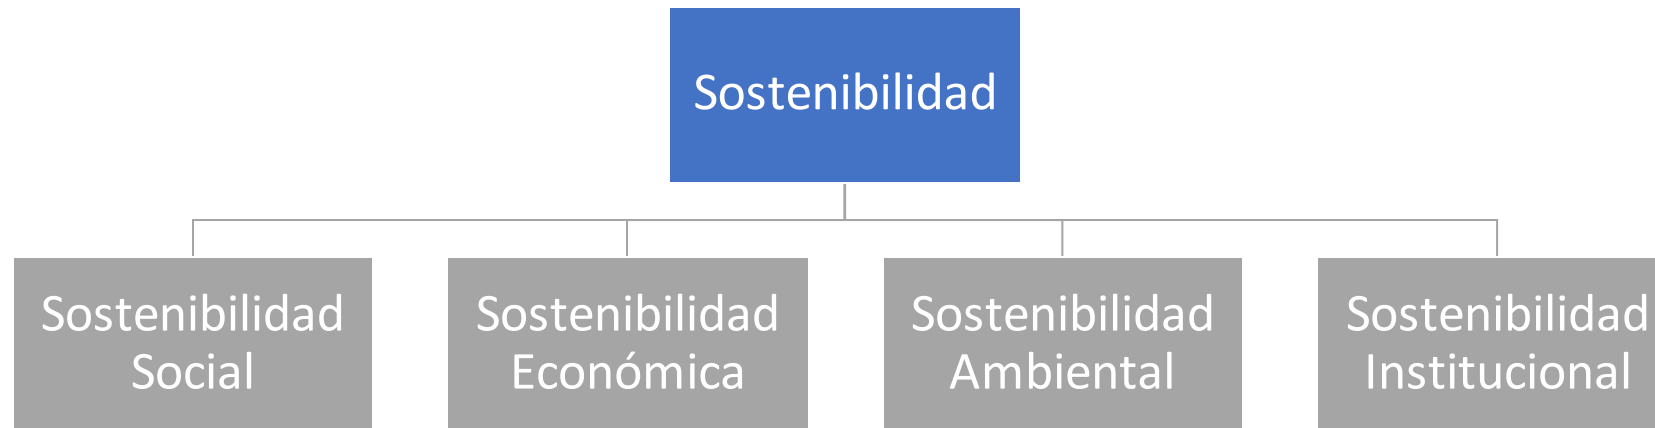 Sostenibilidad
Sostenibilidad
Social
Sostenibilidad
Económica
Sostenibilidad
Ambiental
Sostenibilidad
Institucional